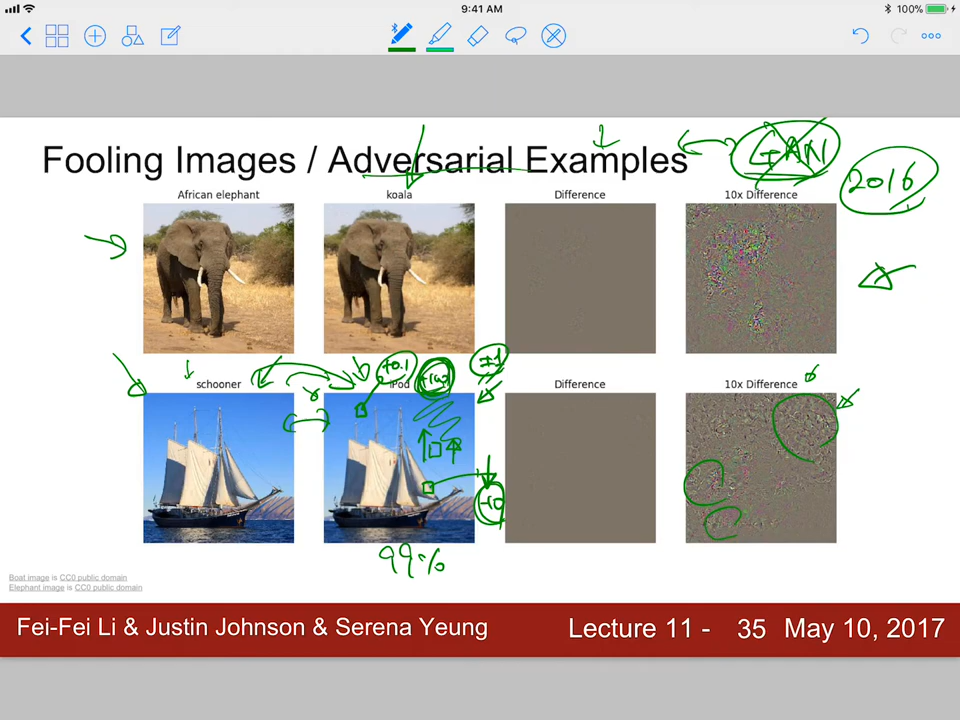 9:41 AM
100%
GAN
Fooling Images / Adversarial Examples
2016
African elephant
koala
Difference
10x Difference
+0.1
schooner
iPod
Difference
10x Difference
-10
99%
Boat image is CC0 public domain
Elephant image is CC0 public domain
Fei-Fei Li & Justin Johnson & Serena Yeung
Lecture 11 - 35 May 10, 2017